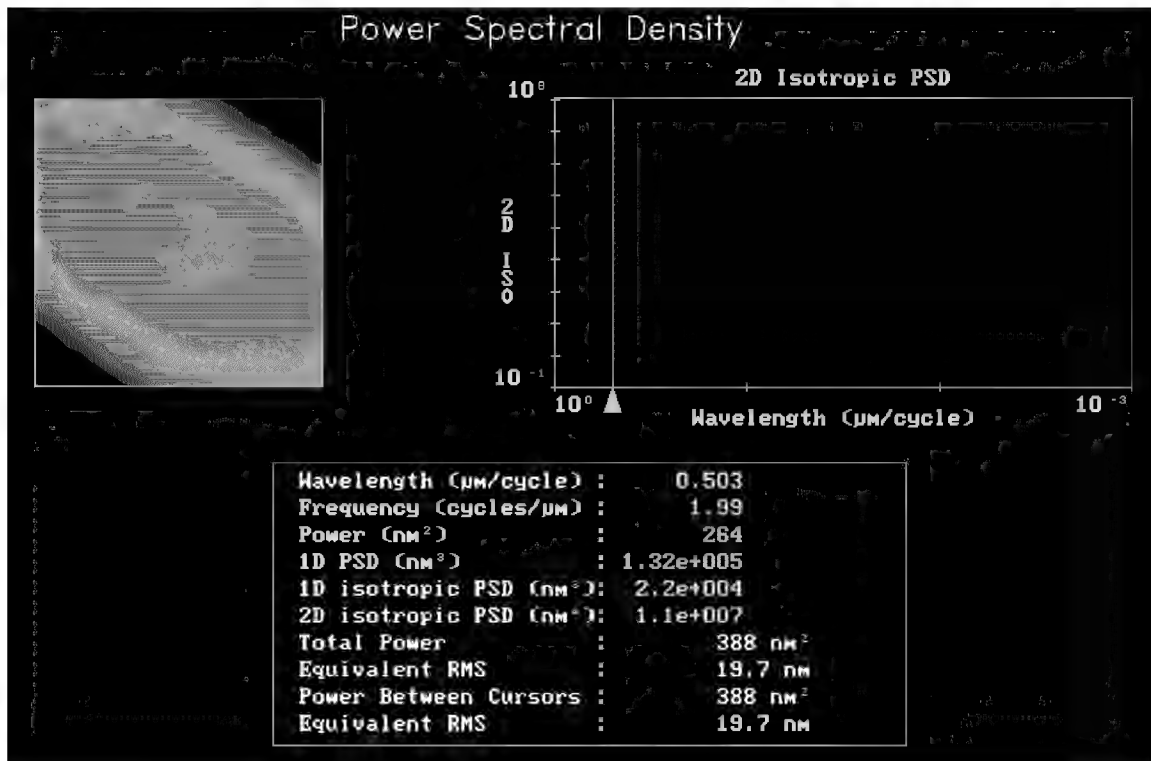 Power Spectral Density
2D Isotropic PSD
10⁸
2D ISO
10⁻¹
10⁰
10⁻³
Wavelength (µm/cycle)
Wavelength (µm/cycle) : 0.503
Frequency (cycles/µm) : 1.99
Power (nm²) : 264
1D PSD (nm³) : 1.32e+005
1D isotropic PSD (nm³): 2.2e+004
2D isotropic PSD (nm⁴): 1.1e+007
Total Power : 388 nm²
Equivalent RMS : 19.7 nm
Power Between Cursors : 388 nm²
Equivalent RMS : 19.7 nm